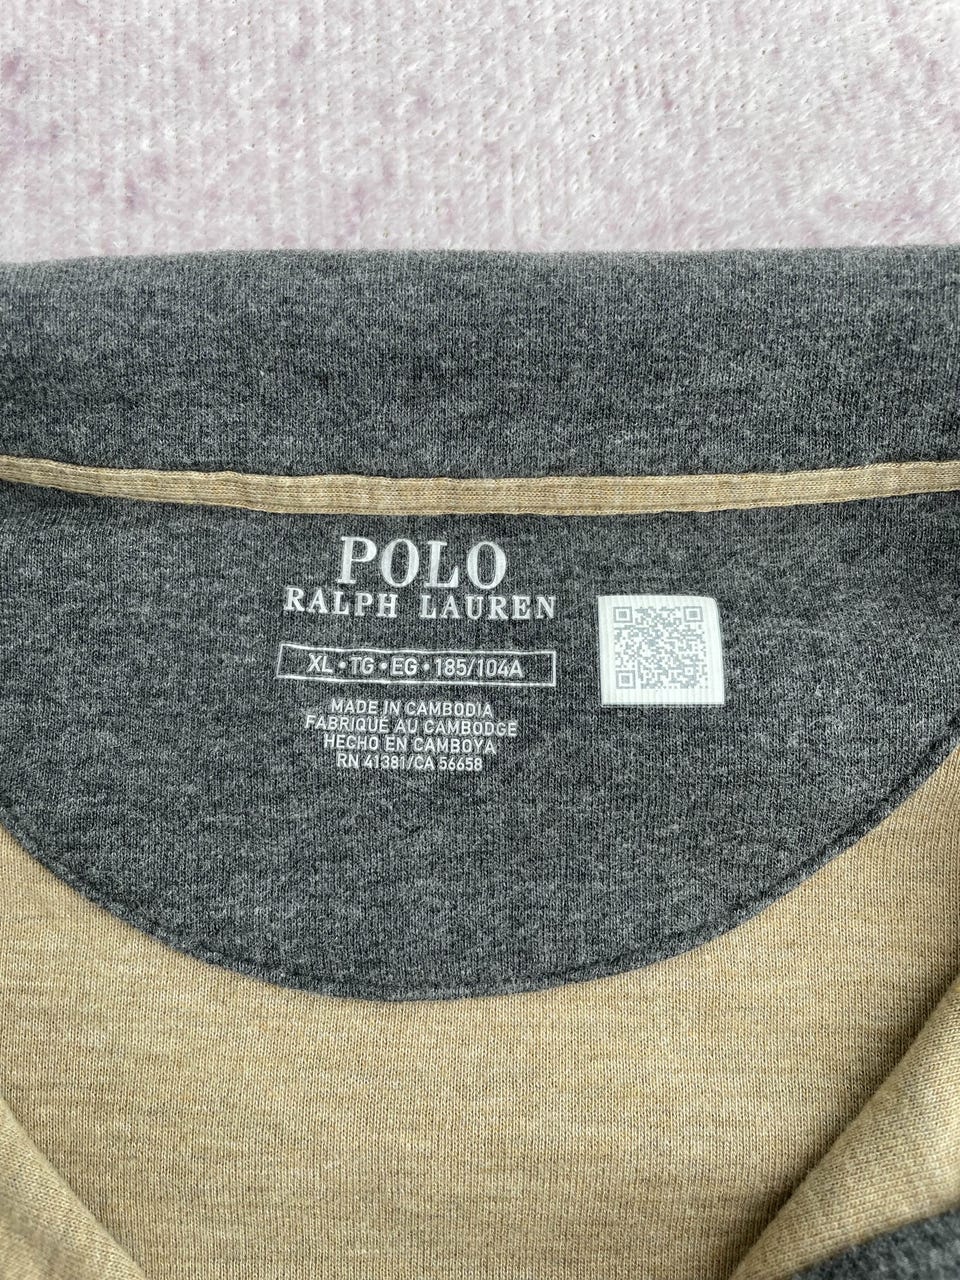 POLO
RALPH LAUREN
XL • TG • EG • 185/104A
MADE IN CAMBODIA
FABRIQUÉ AU CAMBODGE
HECHO EN CAMBOYA
RN 41381/CA 56658